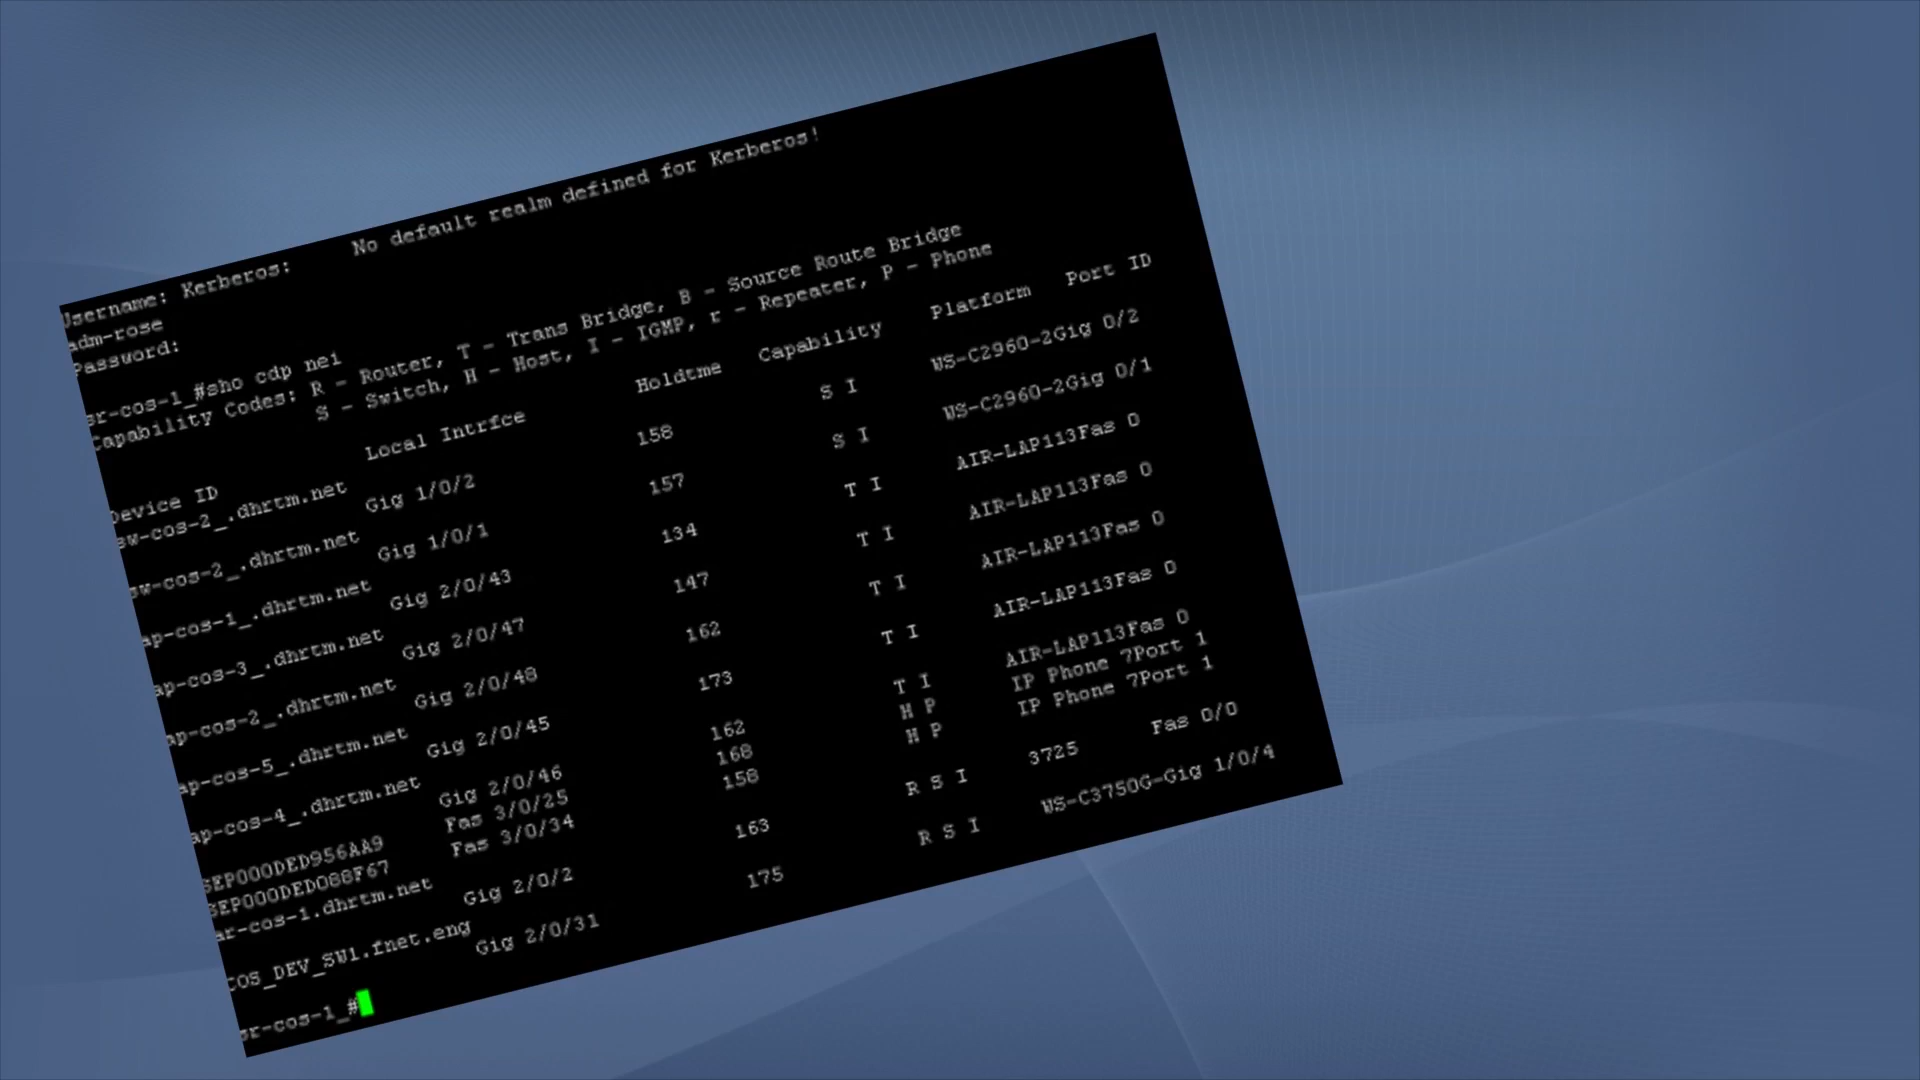 Username: Kerberos: No default realm defined for Kerberos!
adm-rose
Password:
sr-cos-1_#sho cdp nei
Capability Codes: R - Router, T - Trans Bridge, B - Source Route Bridge
S - Switch, H - Host, I - IGMP, r - Repeater, P - Phone
Device ID Local Intrfce Holdtme Capability Platform Port ID
sw-cos-2_.dhrtm.net
Gig 1/0/2 158 S I WS-C2960-2Gig 0/2
sw-cos-2_.dhrtm.net
Gig 1/0/1 157 S I WS-C2960-2Gig 0/1
ap-cos-1_.dhrtm.net
Gig 2/0/43 134 T I AIR-LAP113Fas 0
ap-cos-3_.dhrtm.net
Gig 2/0/47 147 T I AIR-LAP113Fas 0
ap-cos-2_.dhrtm.net
Gig 2/0/48 162 T I AIR-LAP113Fas 0
ap-cos-5_.dhrtm.net
Gig 2/0/45 173 T I AIR-LAP113Fas 0
ap-cos-4_.dhrtm.net
Gig 2/0/46 162 T I AIR-LAP113Fas 0
SEP000DED956AA9 Fas 3/0/25 168 H P IP Phone 7Port 1
SEP000DED088F67 Fas 3/0/34 158 H P IP Phone 7Port 1
ar-cos-1.dhrtm.net
Gig 2/0/2 163 R S I 3725 Fas 0/0
COS_DEV_SW1.fnet.eng
Gig 2/0/31 175 R S I WS-C3750G-Gig 1/0/4
sr-cos-1_#